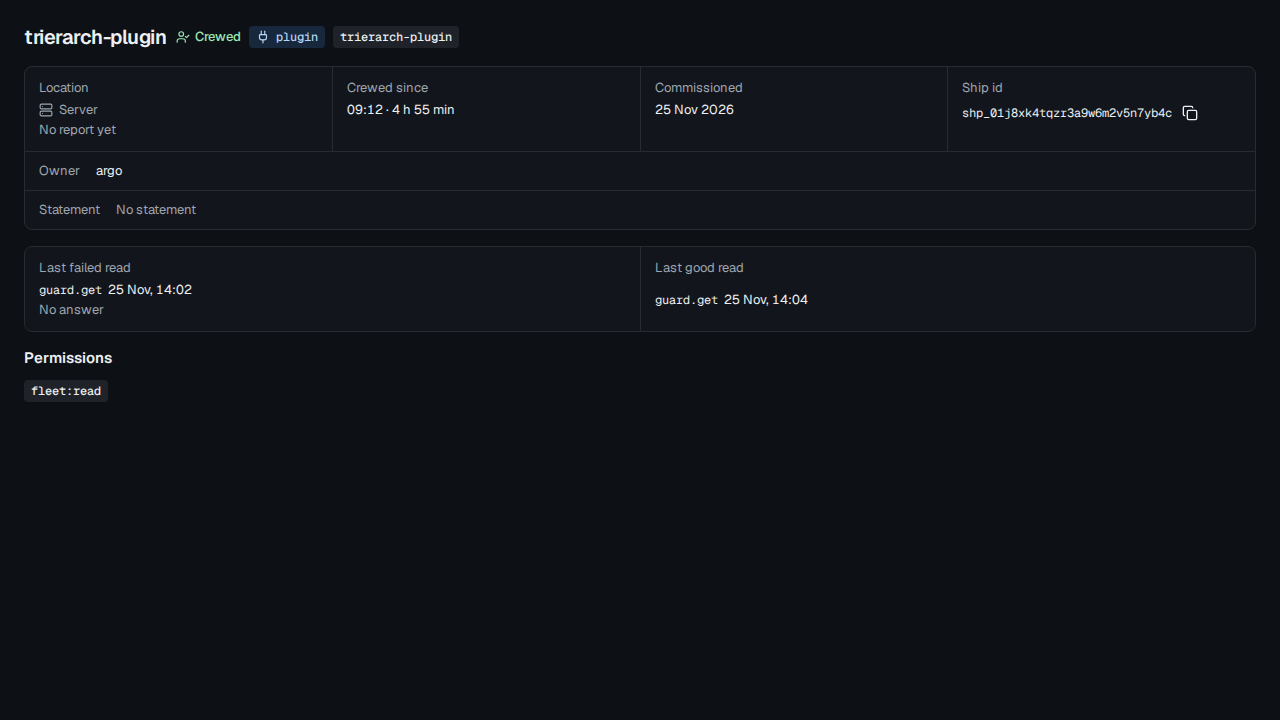 trierarch-plugin Crewed plugin trierarch-plugin
Location
Server
No report yet
Crewed since
09:12 · 4 h 55 min
Commissioned
25 Nov 2026
Ship id
shp_01j8xk4tqzr3a9w6m2v5n7yb4c
Owner argo
Statement No statement
Last failed read
guard.get 25 Nov, 14:02
No answer
Last good read
guard.get 25 Nov, 14:04
Permissions
fleet:read